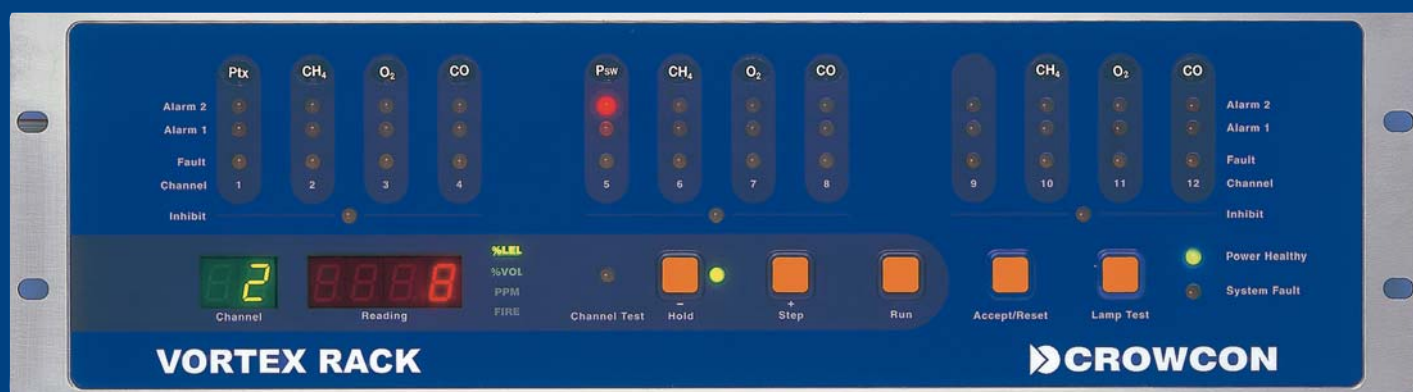 Ptx CH₄ O₂ CO Psw CH₄ O₂ CO CH₄ O₂ CO
Alarm 2 Alarm 2
Alarm 1 Alarm 1
Fault Fault
Channel 1 2 3 4 5 6 7 8 9 10 11 12 Channel
Inhibit Inhibit
2 8 %LEL
%VOL
PPM
FIRE
Power Healthy
System Fault
Channel Reading Channel Test − Hold + Step Run Accept/Reset Lamp Test
VORTEX RACK CROWCON